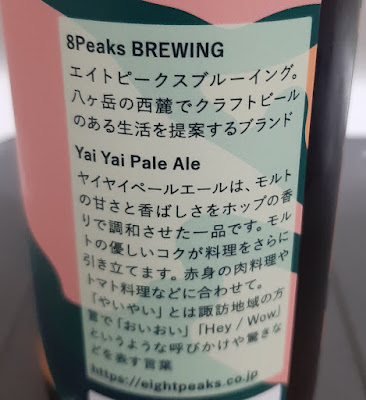 8Peaks BREWING
エイトピークスブルーイング。
八ヶ岳の西麓でクラフトビール
のある生活を提案するブランド
Yai Yai Pale Ale
ヤイヤイペールエールは、モルト
の甘さと香ばしさをホップの香
りで調和させた一品です。モル
トの優しいコクが料理をさらに
引き立てます。赤身の肉料理や
トマト料理などに合わせて。
「やいやい」とは諏訪地域の方
言で「おいおい」「Hey / Wow」
というような呼びかけや驚きな
どを表す言葉
https://eightpeaks.co.jp